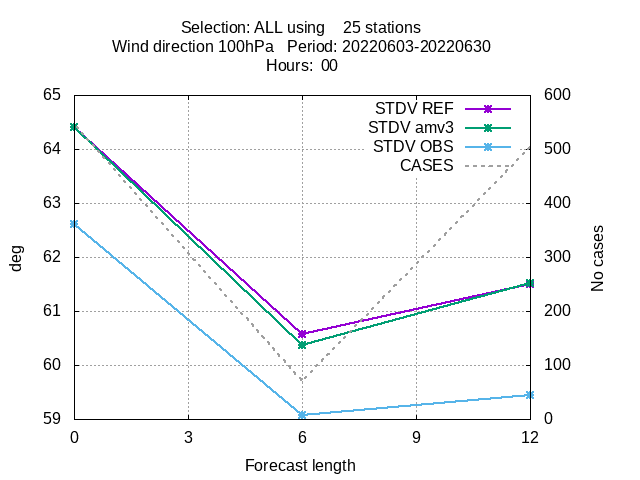 Selection: ALL using    25 stations
Wind direction 100hPa   Period: 20220603-20220630
Hours:  00
65 600
STDV REF
64 500
STDV amv3
STDV OBS
CASES
63 400
62 300
deg
No cases
61 200
60 100
59 0
0 3 6 9 12
Forecast length